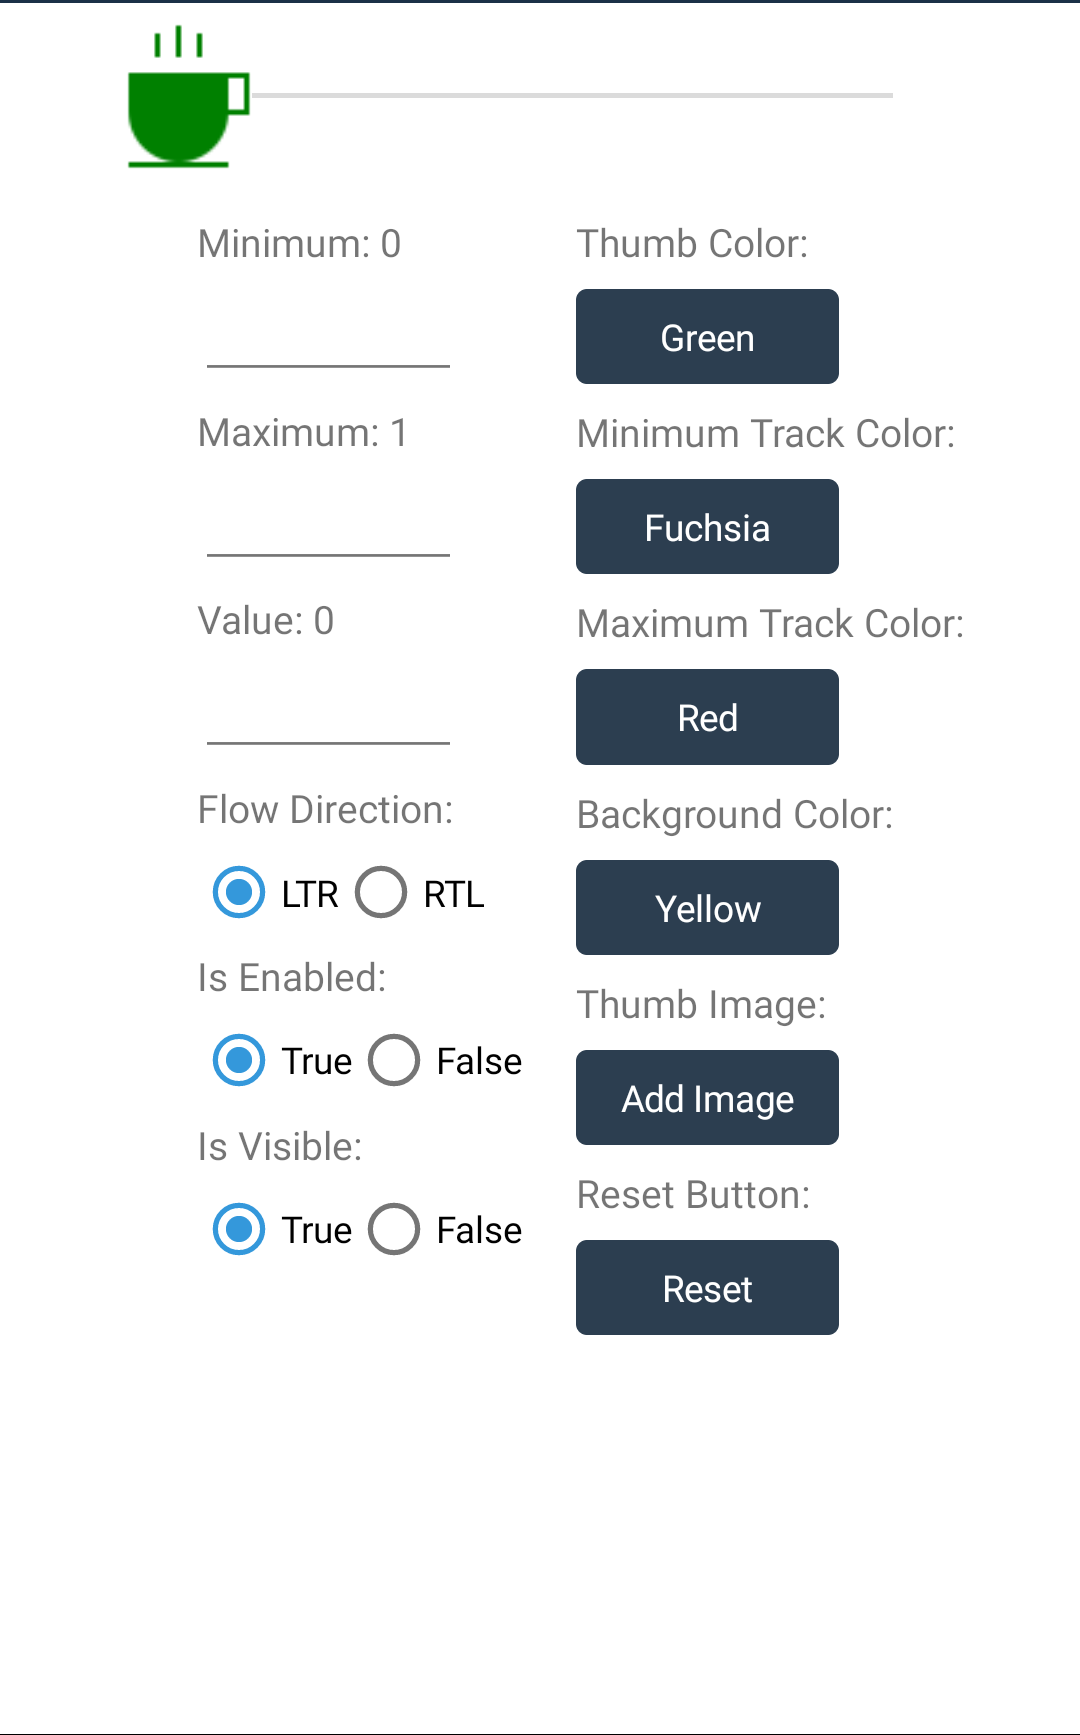 Minimum: 0
Maximum: 1
Value: 0
Flow Direction:
LTR RTL
Is Enabled:
True False
Is Visible:
True False
Thumb Color:
Green
Minimum Track Color:
Fuchsia
Maximum Track Color:
Red
Background Color:
Yellow
Thumb Image:
Add Image
Reset Button:
Reset